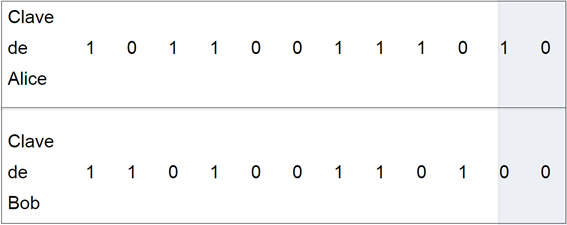 Clave
de 1 0 1 1 0 0 1 1 1 0 1 0
Alice
Clave
de 1 1 0 1 0 0 1 1 0 1 0 0
Bob